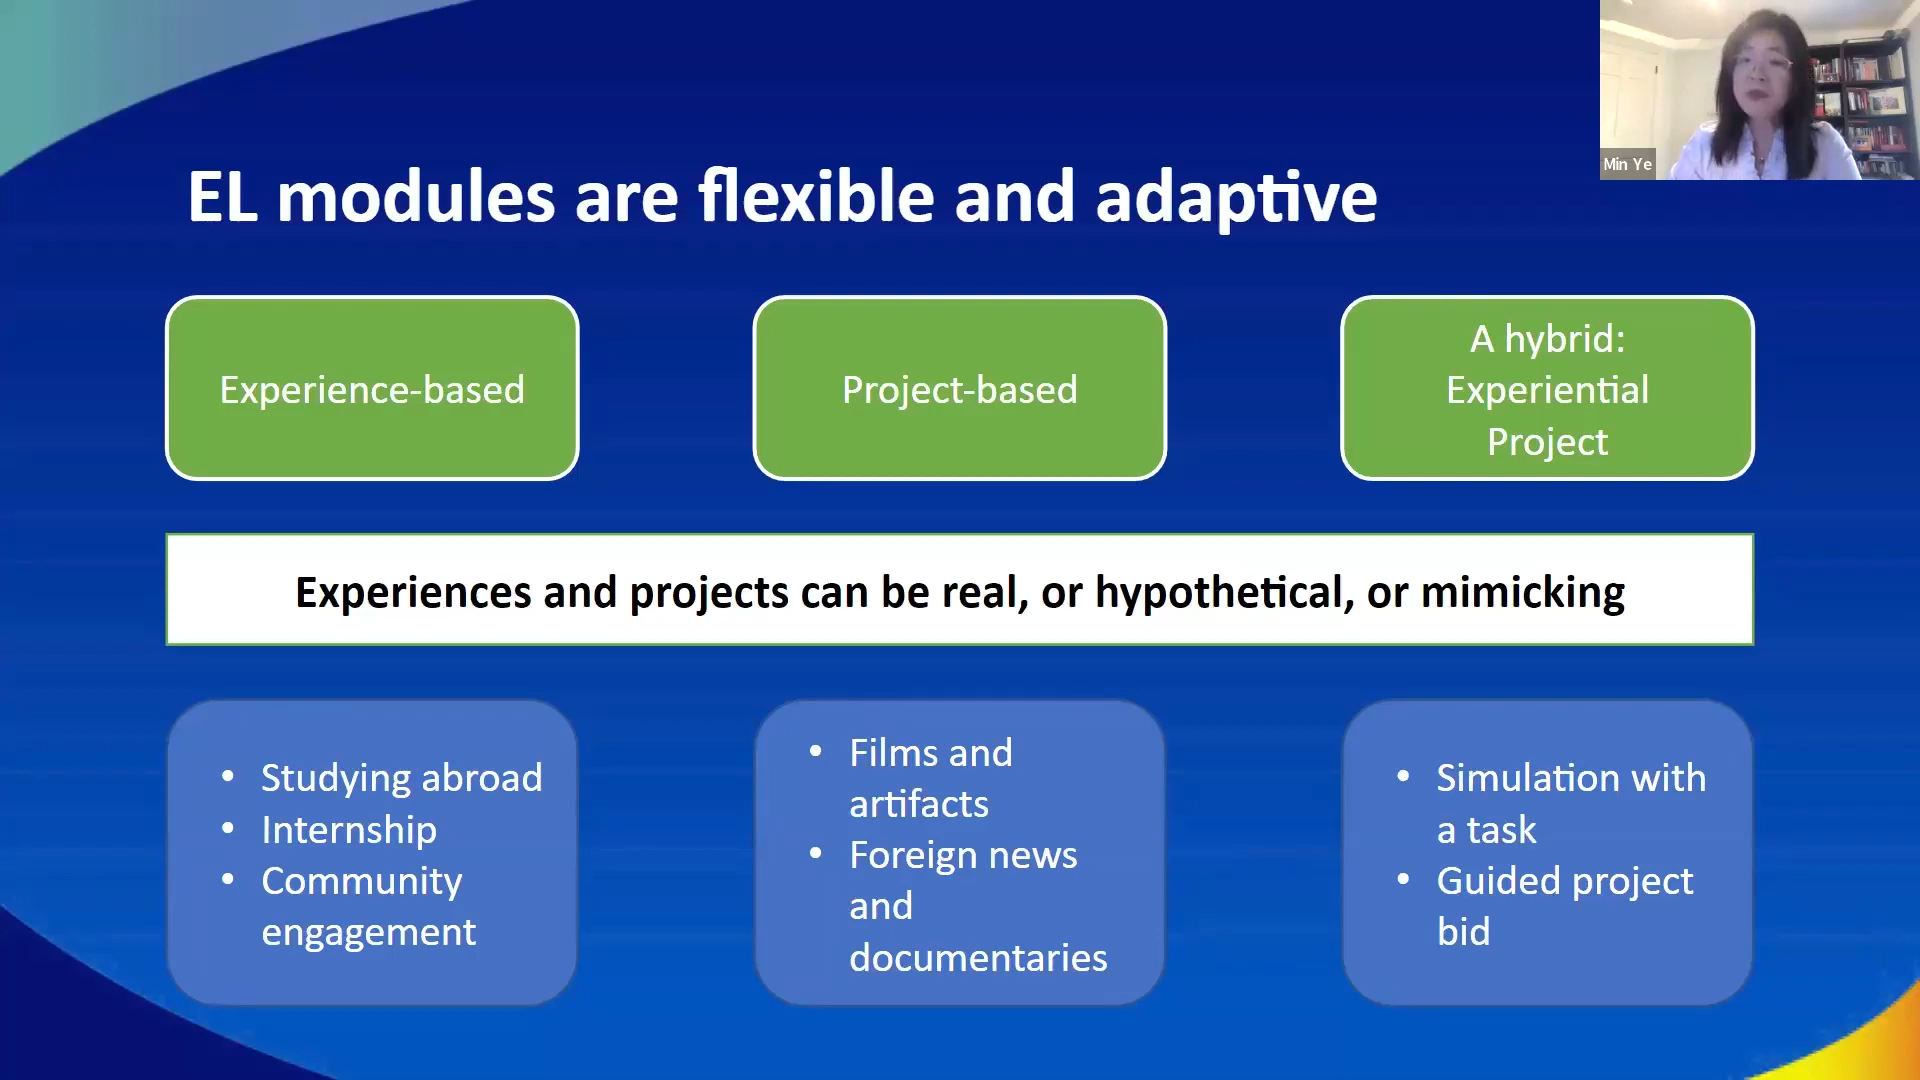 Min Ye
EL modules are flexible and adaptive
Experience-based
Project-based
A hybrid:
Experiential
Project
Experiences and projects can be real, or hypothetical, or mimicking
• Studying abroad
• Internship
• Community
engagement
• Films and
artifacts
• Foreign news
and
documentaries
• Simulation with
a task
• Guided project
bid